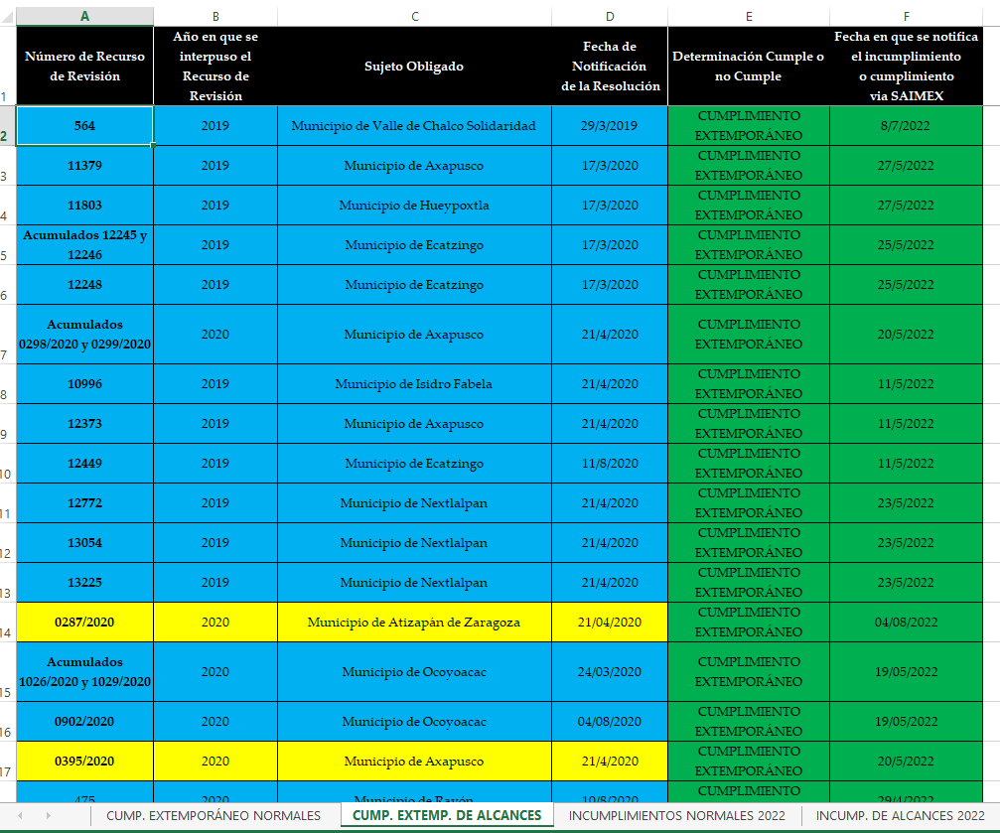 A B C D E F
1 Número de Recurso de Revisión | Año en que se interpuso el Recurso de Revisión | Sujeto Obligado | Fecha de Notificación de la Resolución | Determinación Cumple o no Cumple | Fecha en que se notifica el incumplimiento o cumplimiento via SAIMEX
2 564 2019 Municipio de Valle de Chalco Solidaridad 29/3/2019 CUMPLIMIENTO EXTEMPORÁNEO 8/7/2022
3 11379 2019 Municipio de Axapusco 17/3/2020 CUMPLIMIENTO EXTEMPORÁNEO 27/5/2022
4 11803 2019 Municipio de Hueypoxtla 17/3/2020 CUMPLIMIENTO EXTEMPORÁNEO 27/5/2022
5 Acumulados 12245 y 12246 2019 Municipio de Ecatzingo 17/3/2020 CUMPLIMIENTO EXTEMPORÁNEO 25/5/2022
6 12248 2019 Municipio de Ecatzingo 17/3/2020 CUMPLIMIENTO EXTEMPORÁNEO 25/5/2022
7 Acumulados 0298/2020 y 0299/2020 2020 Municipio de Axapusco 21/4/2020 CUMPLIMIENTO EXTEMPORÁNEO 20/5/2022
8 10996 2019 Municipio de Isidro Fabela 21/4/2020 CUMPLIMIENTO EXTEMPORÁNEO 11/5/2022
9 12373 2019 Municipio de Axapusco 21/4/2020 CUMPLIMIENTO EXTEMPORÁNEO 11/5/2022
10 12449 2019 Municipio de Ecatzingo 11/8/2020 CUMPLIMIENTO EXTEMPORÁNEO 11/5/2022
11 12772 2019 Municipio de Nextlalpan 21/4/2020 CUMPLIMIENTO EXTEMPORÁNEO 23/5/2022
12 13054 2019 Municipio de Nextlalpan 21/4/2020 CUMPLIMIENTO EXTEMPORÁNEO 23/5/2022
13 13225 2019 Municipio de Nextlalpan 21/4/2020 CUMPLIMIENTO EXTEMPORÁNEO 23/5/2022
14 0287/2020 2020 Municipio de Atizapán de Zaragoza 21/04/2020 CUMPLIMIENTO EXTEMPORÁNEO 04/08/2022
15 Acumulados 1026/2020 y 1029/2020 2020 Municipio de Ocoyoacac 24/03/2020 CUMPLIMIENTO EXTEMPORÁNEO 19/05/2022
16 0902/2020 2020 Municipio de Ocoyoacac 04/08/2020 CUMPLIMIENTO EXTEMPORÁNEO 19/05/2022
17 0395/2020 2020 Municipio de Axapusco 21/4/2020 CUMPLIMIENTO EXTEMPORÁNEO 20/5/2022
475 2020 Municipio de Rayón 10/8/2020 CUMPLIMIENTO 29/4/2022
CUMP. EXTEMPORÁNEO NORMALES CUMP. EXTEMP. DE ALCANCES INCUMPLIMIENTOS NORMALES 2022 INCUMP. DE ALCANCES 2022